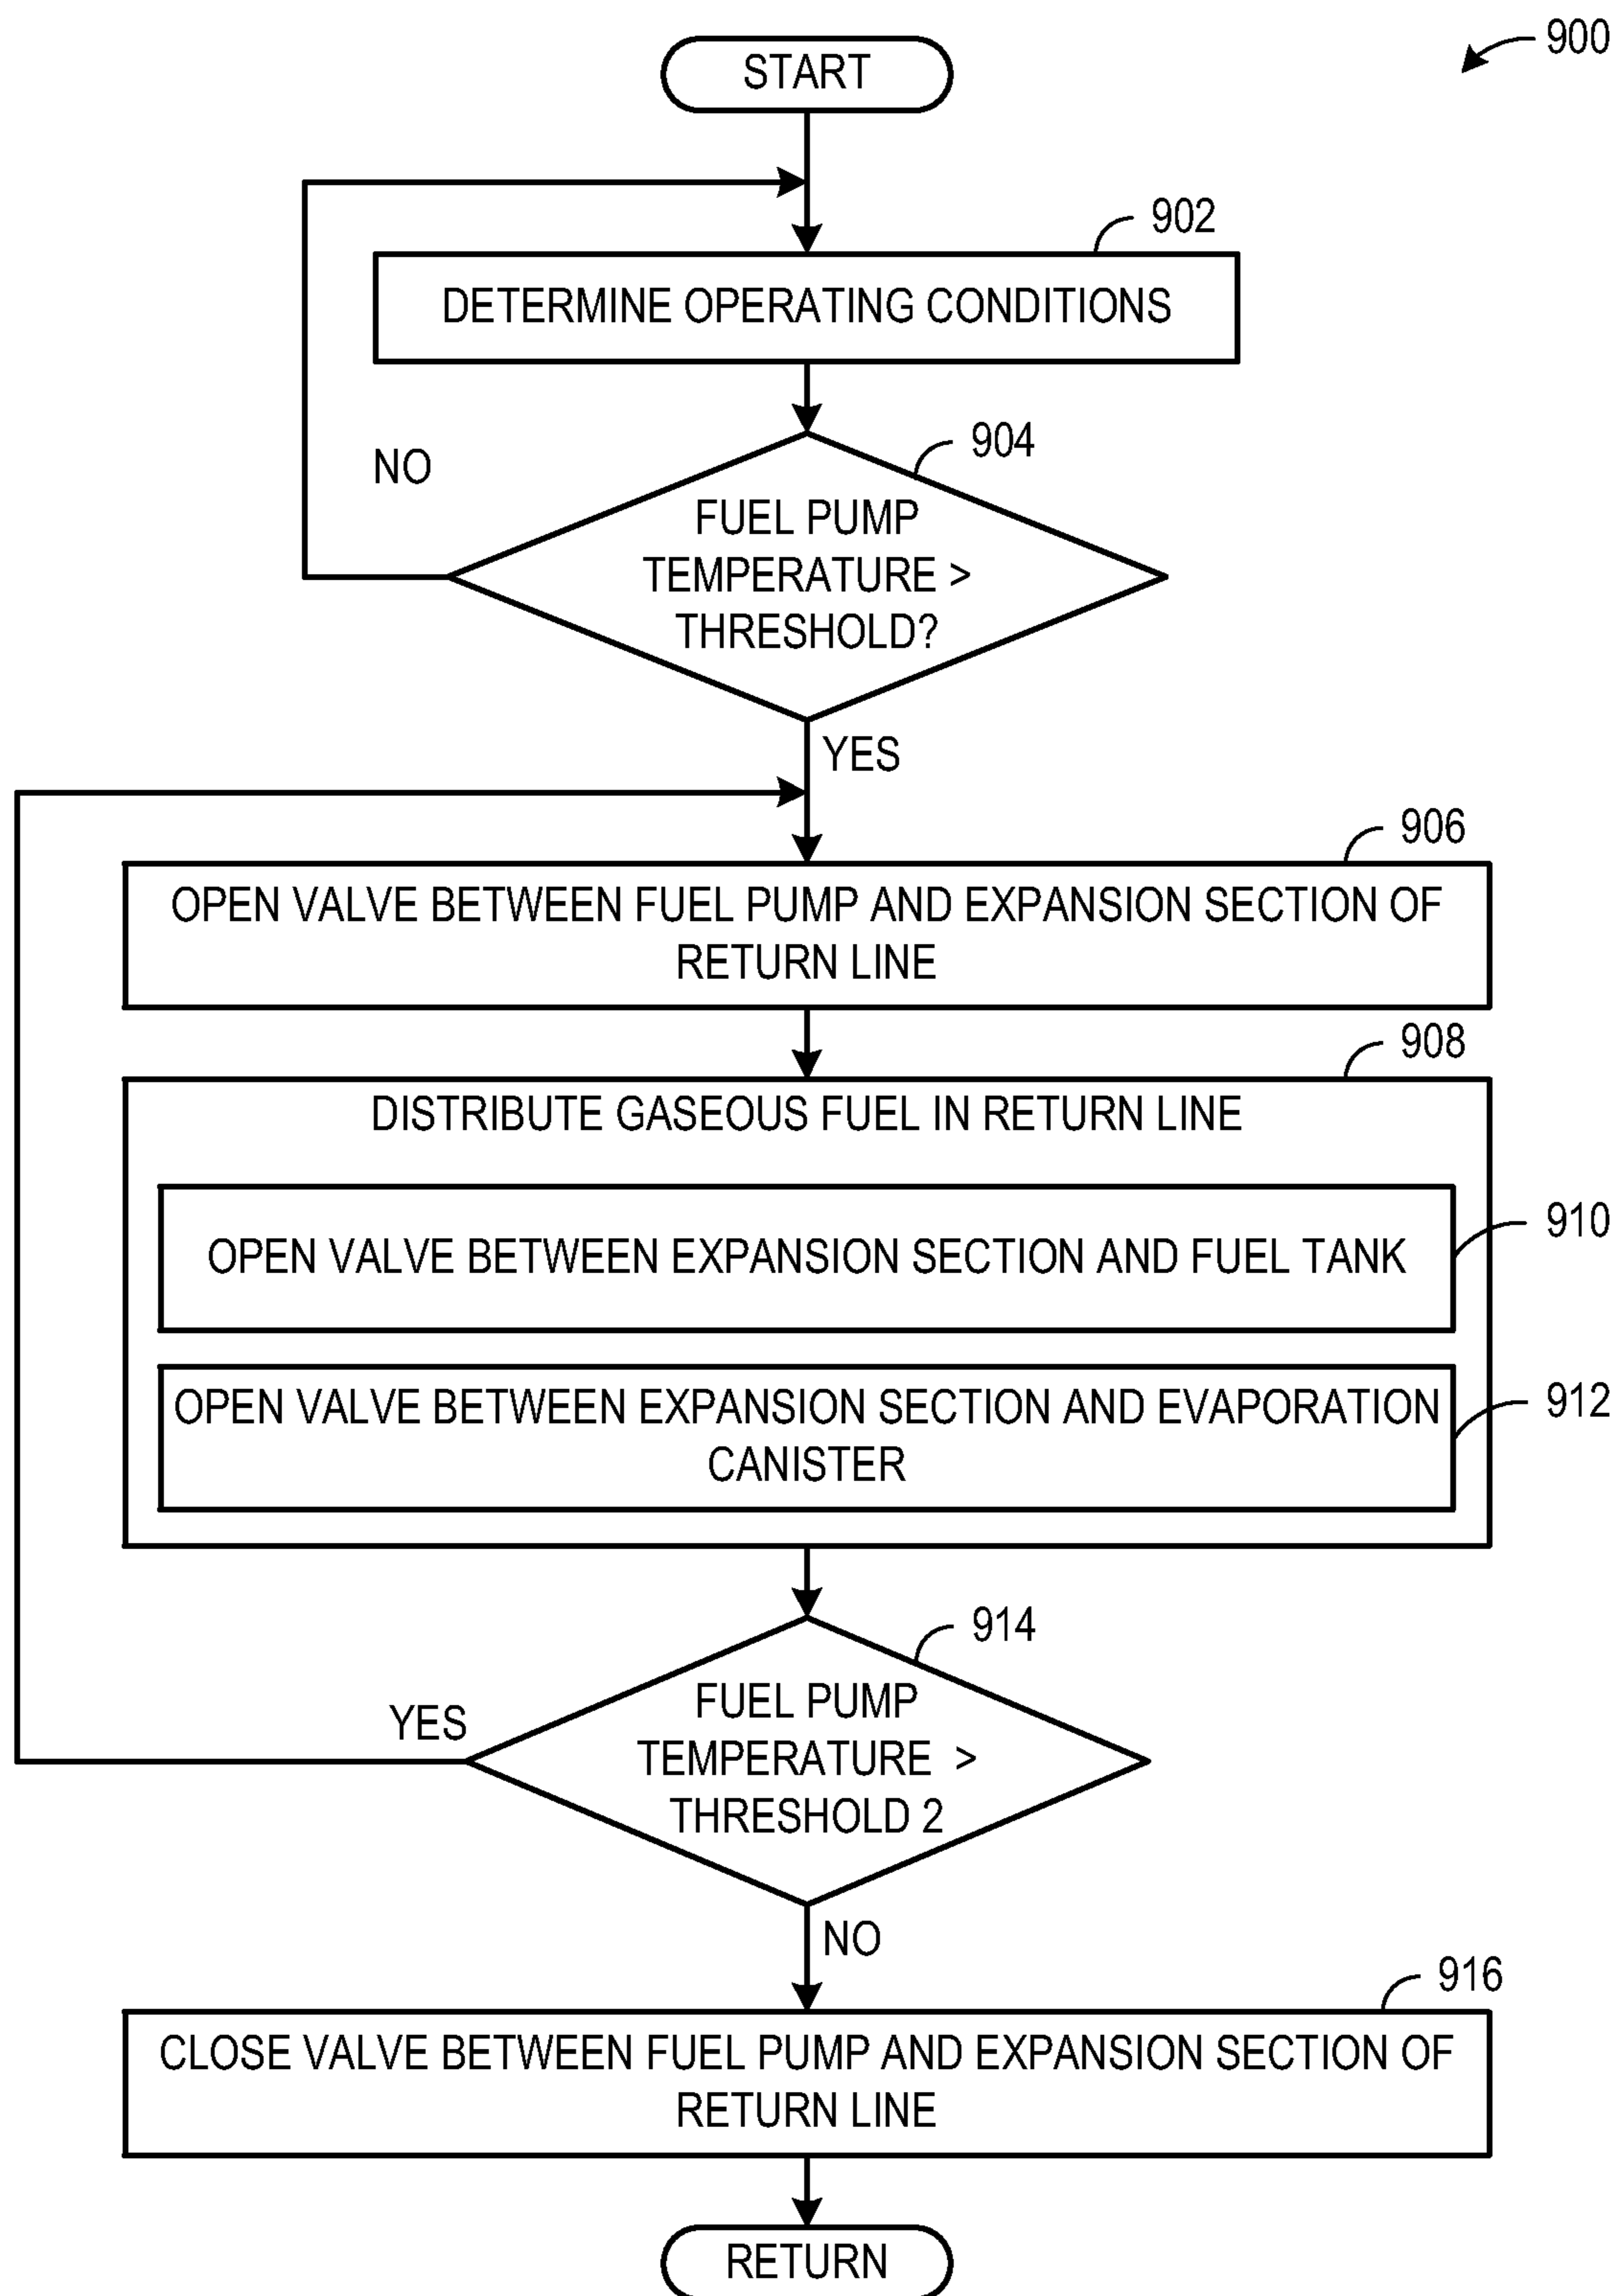 900
START
902
DETERMINE OPERATING CONDITIONS
904
NO
FUEL PUMP
TEMPERATURE >
THRESHOLD?
YES
906
OPEN VALVE BETWEEN FUEL PUMP AND EXPANSION SECTION OF
RETURN LINE
908
DISTRIBUTE GASEOUS FUEL IN RETURN LINE
910
OPEN VALVE BETWEEN EXPANSION SECTION AND FUEL TANK
912
OPEN VALVE BETWEEN EXPANSION SECTION AND EVAPORATION
CANISTER
914
YES
FUEL PUMP
TEMPERATURE >
THRESHOLD 2
NO
916
CLOSE VALVE BETWEEN FUEL PUMP AND EXPANSION SECTION OF
RETURN LINE
RETURN